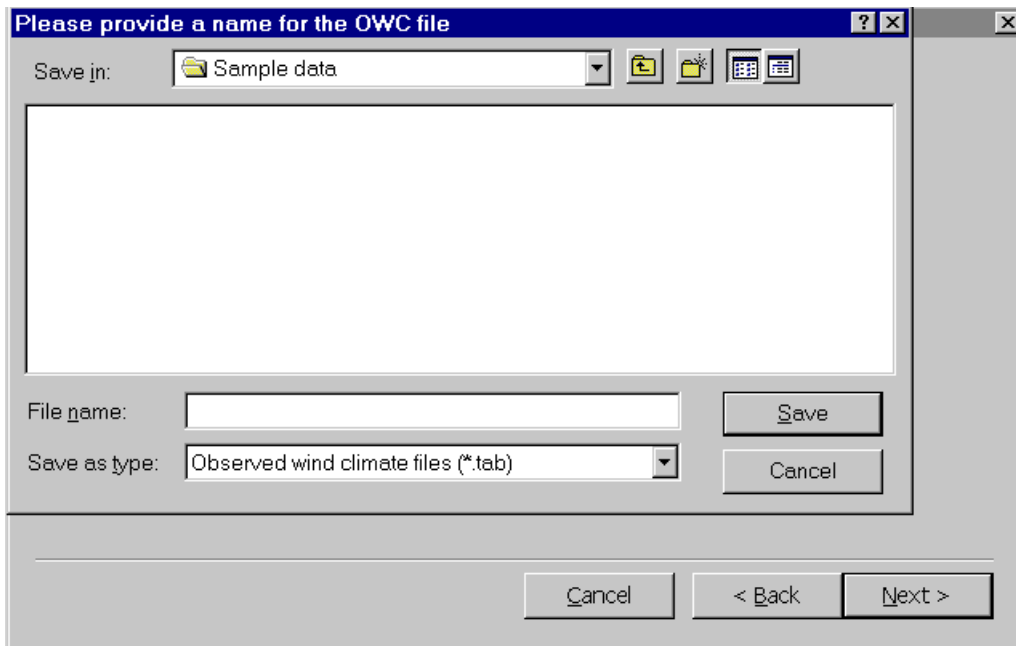 Please provide a name for the OWC file
Save in: Sample data
File name:
Save
Save as type: Observed wind climate files (*.tab)
Cancel
Cancel < Back Next >